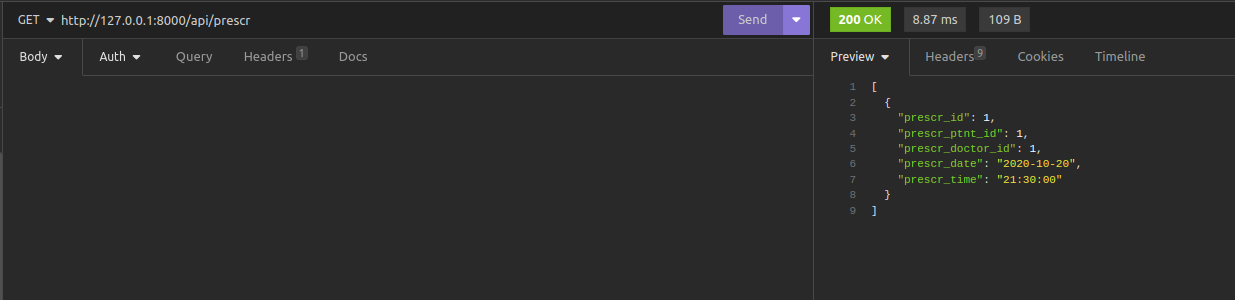 GET http://127.0.0.1:8000/api/prescr Send 200 OK 8.87 ms 109 B
Body Auth Query Headers 1 Docs Preview Headers 9 Cookies Timeline
1 [
2 {
3 "prescr_id": 1,
4 "prescr_ptnt_id": 1,
5 "prescr_doctor_id": 1,
6 "prescr_date": "2020-10-20",
7 "prescr_time": "21:30:00"
8 }
9 ]